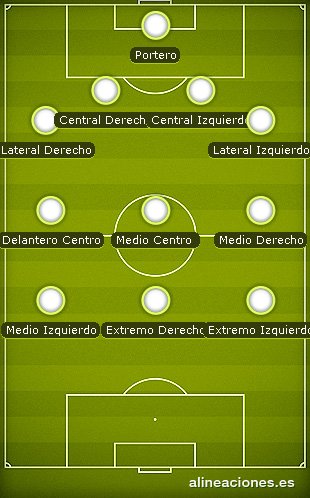 Portero
Central Derech
Central Izquierdo
Lateral Derecho
Lateral Izquierdo
Delantero Centro
Medio Centro
Medio Derecho
Medio Izquierdo
Extremo Derecho
Extremo Izquierdo
alineaciones.es